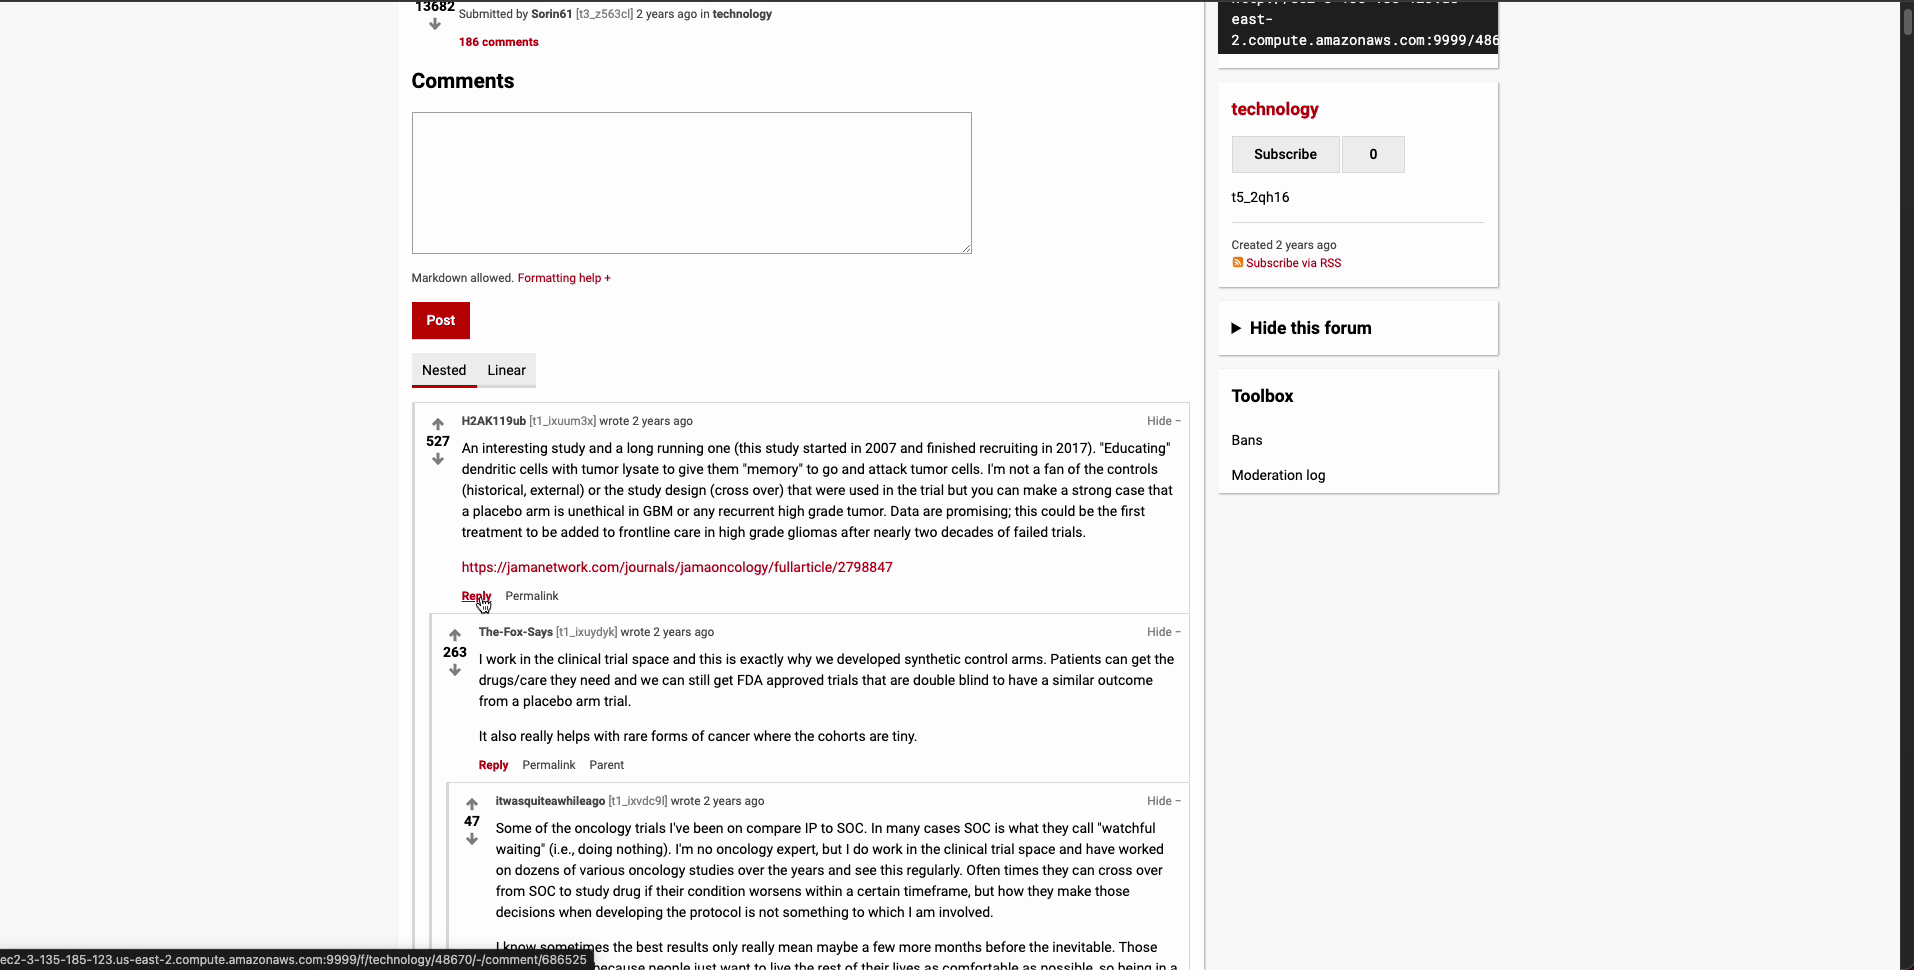 13682
Submitted by Sorin61 [t3_z563cl] 2 years ago in technology
186 comments
Comments
Markdown allowed. Formatting help +
Post
Nested Linear
H2AK119ub [t1_ixuum3x] wrote 2 years ago
Hide −
527
An interesting study and a long running one (this study started in 2007 and finished recruiting in 2017). "Educating"
dendritic cells with tumor lysate to give them "memory" to go and attack tumor cells. I'm not a fan of the controls
(historical, external) or the study design (cross over) that were used in the trial but you can make a strong case that
a placebo arm is unethical in GBM or any recurrent high grade tumor. Data are promising; this could be the first
treatment to be added to frontline care in high grade gliomas after nearly two decades of failed trials.
https://jamanetwork.com/journals/jamaoncology/fullarticle/2798847
Reply Permalink
The-Fox-Says [t1_ixuydyk] wrote 2 years ago
Hide −
263
I work in the clinical trial space and this is exactly why we developed synthetic control arms. Patients can get the
drugs/care they need and we can still get FDA approved trials that are double blind to have a similar outcome
from a placebo arm trial.
It also really helps with rare forms of cancer where the cohorts are tiny.
Reply Permalink Parent
itwasquiteawhileago [t1_ixvdc9l] wrote 2 years ago
Hide −
47
Some of the oncology trials I've been on compare IP to SOC. In many cases SOC is what they call "watchful
waiting" (i.e., doing nothing). I'm no oncology expert, but I do work in the clinical trial space and have worked
on dozens of various oncology studies over the years and see this regularly. Often times they can cross over
from SOC to study drug if their condition worsens within a certain timeframe, but how they make those
decisions when developing the protocol is not something to which I am involved.
I know sometimes the best results only really mean maybe a few more months before the inevitable. Those
because people just want to live the rest of their lives as comfortable as possible, so being in a
ec2-3-135-185-123.us-east-2.compute.amazonaws.com:9999/f/technology/48670/-/comment/686525
east-
2.compute.amazonaws.com:9999/486
technology
Subscribe 0
t5_2qh16
Created 2 years ago
Subscribe via RSS
Hide this forum
Toolbox
Bans
Moderation log